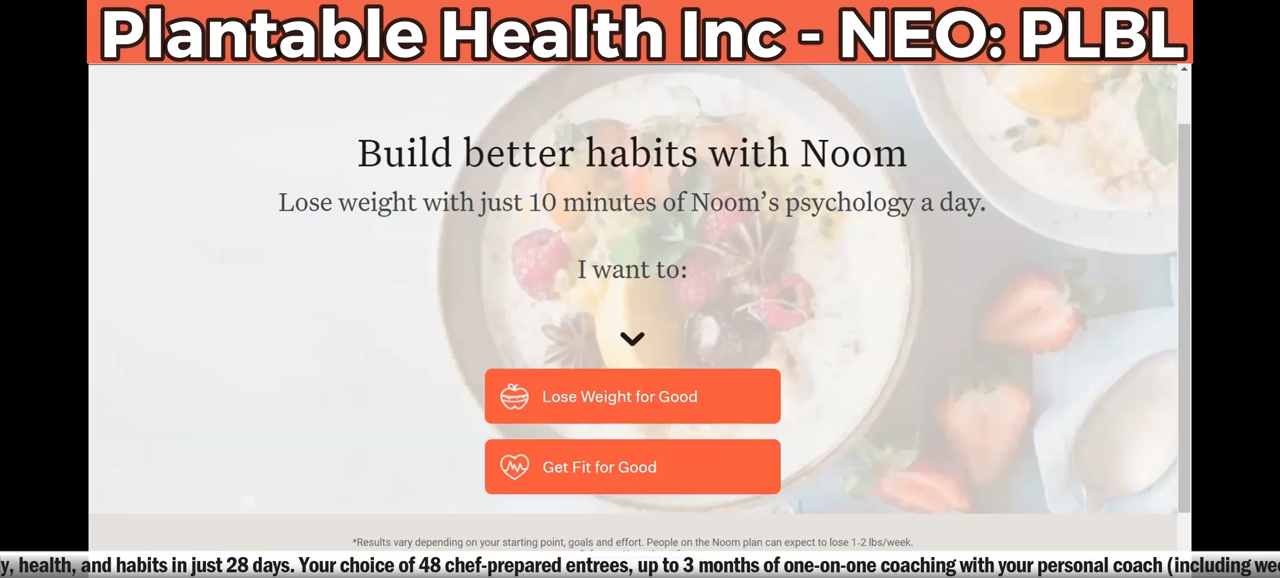 Plantable Health Inc - NEO: PLBL
Build better habits with Noom
Lose weight with just 10 minutes of Noom’s psychology a day.
I want to:
Lose Weight for Good
Get Fit for Good
*Results vary depending on your starting point, goals and effort. People on the Noom plan can expect to lose 1-2 lbs/week.
health, and habits in just 28 days. Your choice of 48 chef-prepared entrees, up to 3 months of one-on-one coaching with your personal coach (including